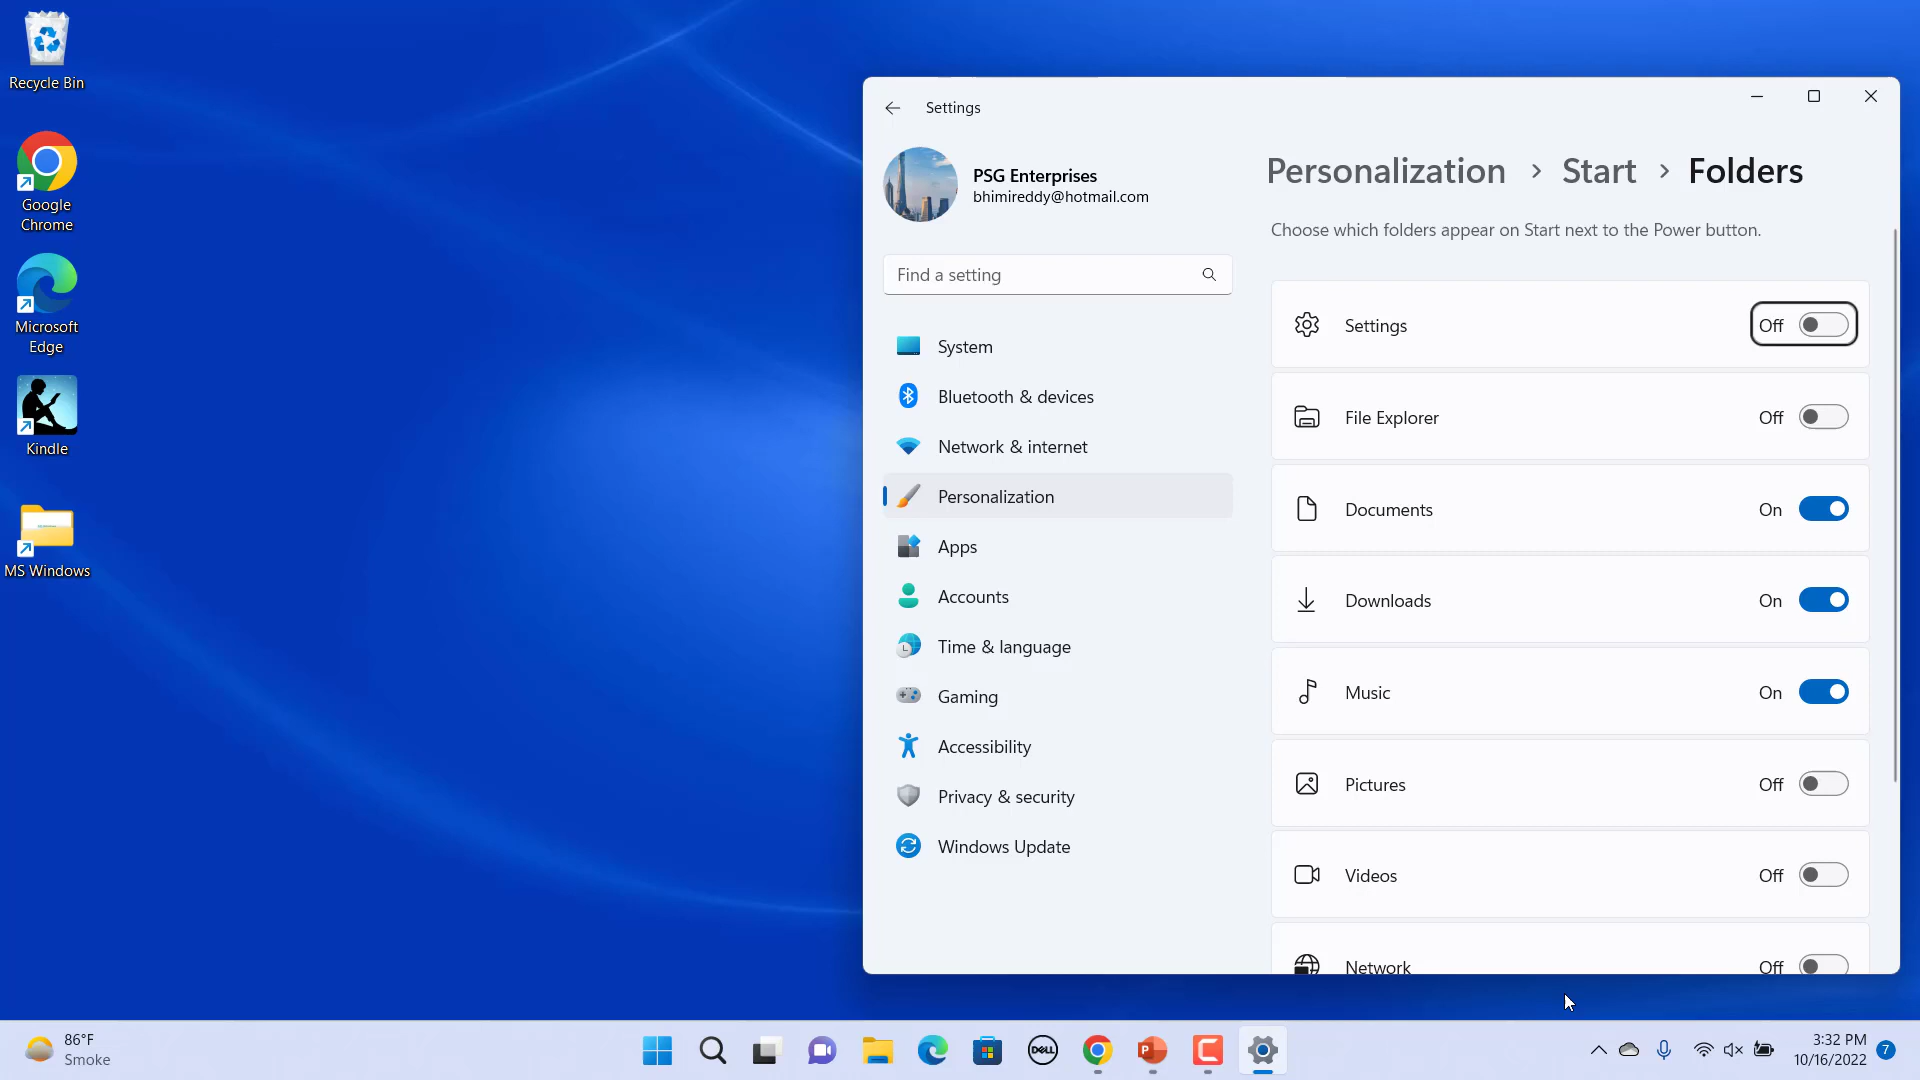 Recycle Bin
Google
Chrome
Microsoft
Edge
Kindle
MS Windows
Settings
PSG Enterprises
bhimireddy@hotmail.com
Find a setting
System
Bluetooth & devices
Network & internet
Personalization
Apps
Accounts
Time & language
Gaming
Accessibility
Privacy & security
Windows Update
Personalization > Start > Folders
Choose which folders appear on Start next to the Power button.
Settings Off
File Explorer Off
Documents On
Downloads On
Music On
Pictures Off
Videos Off
Network Off
86°F
Smoke
DELL
P
3:32 PM
10/16/2022
7